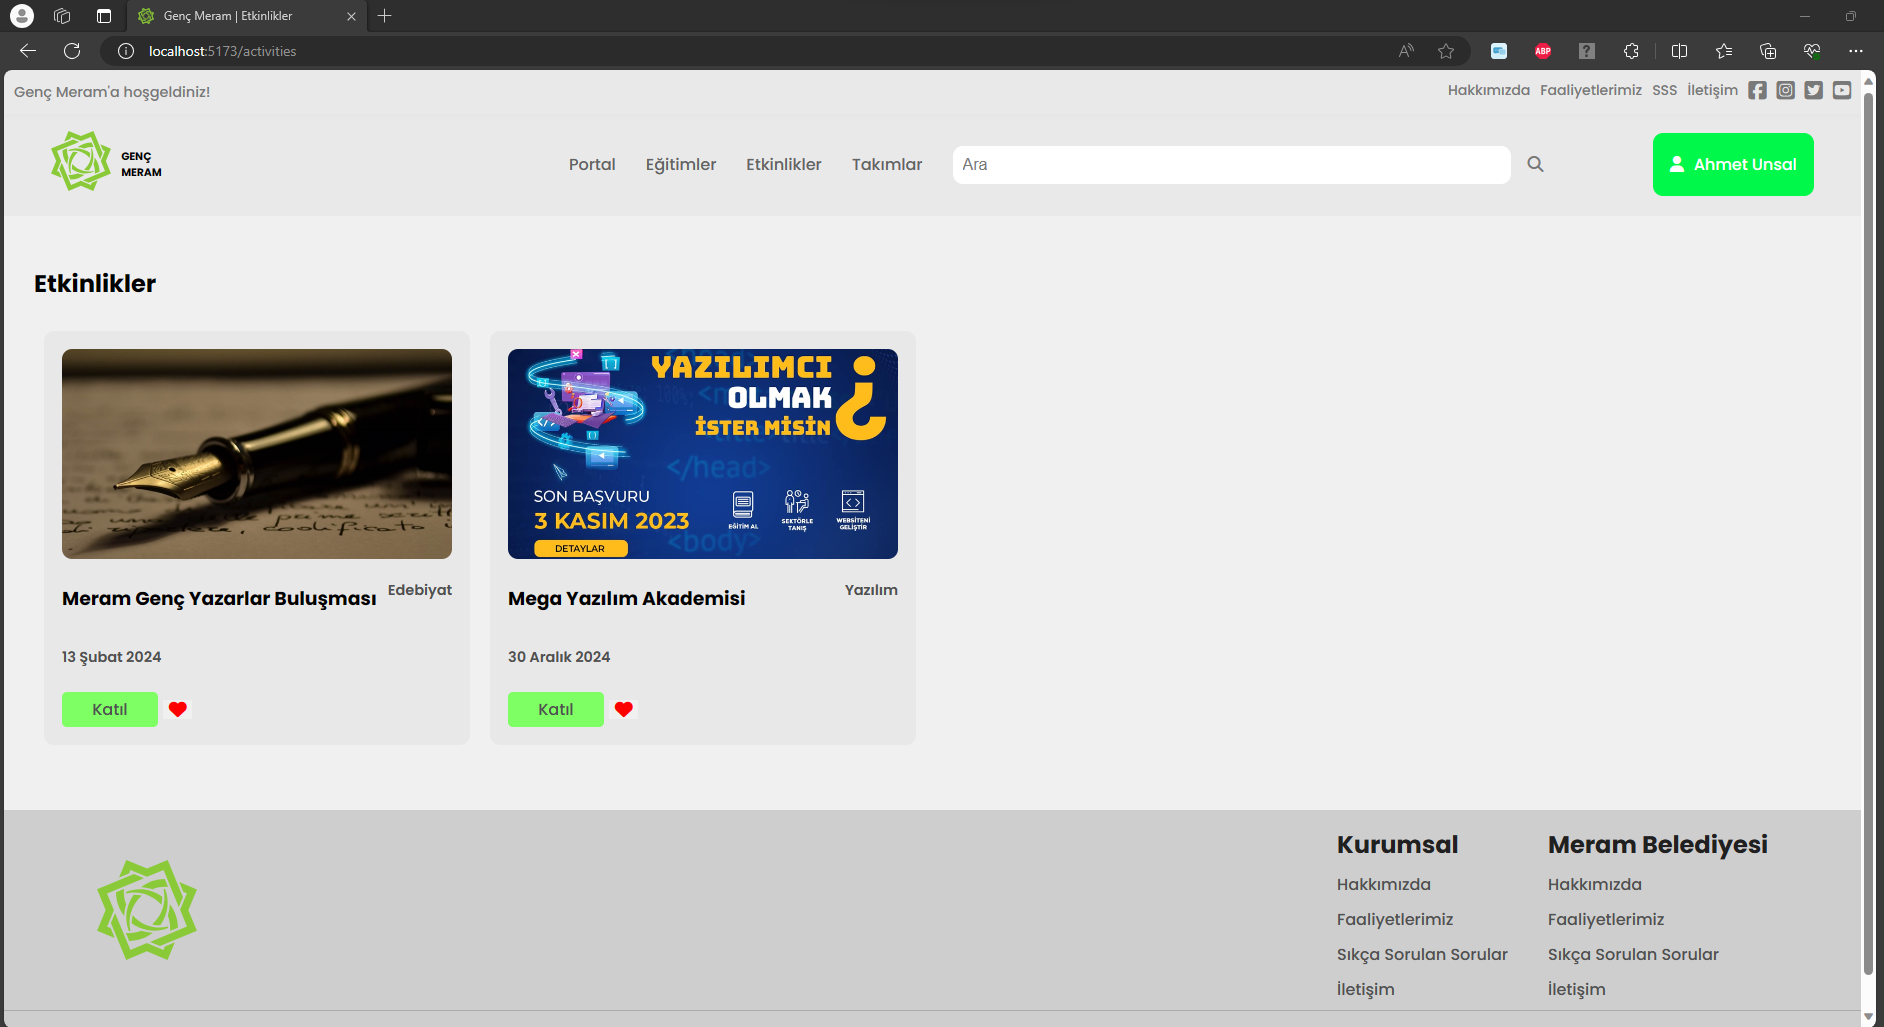 Genç Meram | Etkinlikler
localhost:5173/activities
Genç Meram'a hoşgeldiniz!
Hakkımızda Faaliyetlerimiz SSS İletişim
GENÇ
MERAM
Portal Eğitimler Etkinlikler Takımlar Ara Ahmet Unsal
Etkinlikler
YAZILIMCI
OLMAK
İSTER MİSİN
?
</head>
SON BAŞVURU
3 KASIM 2023
DETAYLAR
EĞİTİM AL
SEKTÖRLE
TANIŞ
WEBSİTENİ
GELİŞTİR
<body>
Meram Genç Yazarlar Buluşması Edebiyat
13 Şubat 2024
Katıl
Mega Yazılım Akademisi Yazılım
30 Aralık 2024
Katıl
Kurumsal
Hakkımızda
Faaliyetlerimiz
Sıkça Sorulan Sorular
İletişim
Meram Belediyesi
Hakkımızda
Faaliyetlerimiz
Sıkça Sorulan Sorular
İletişim